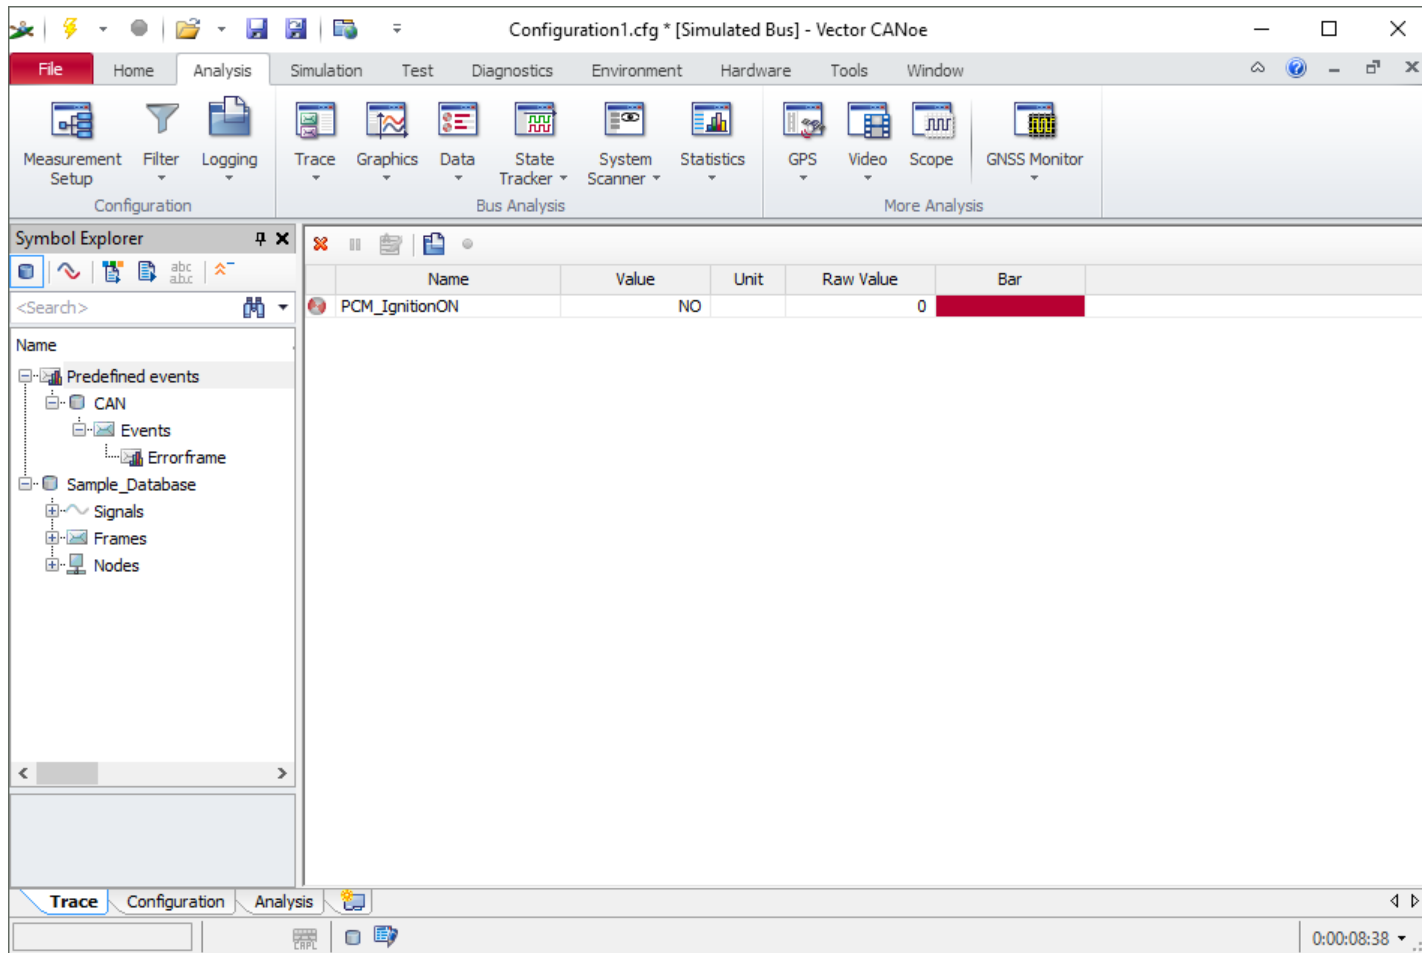 Configuration1.cfg * [Simulated Bus] - Vector CANoe
File Home Analysis Simulation Test Diagnostics Environment Hardware Tools Window
Measurement Setup Filter Logging Trace Graphics Data State Tracker System Scanner Statistics GPS Video Scope GNSS Monitor
Configuration Bus Analysis More Analysis
Symbol Explorer
abc
a.b.c
<Search>
Name
Predefined events
CAN
Events
Errorframe
Sample_Database
Signals
Frames
Nodes
Name Value Unit Raw Value Bar
PCM_IgnitionON NO 0
Trace Configuration Analysis
CAPL
0:00:08:38